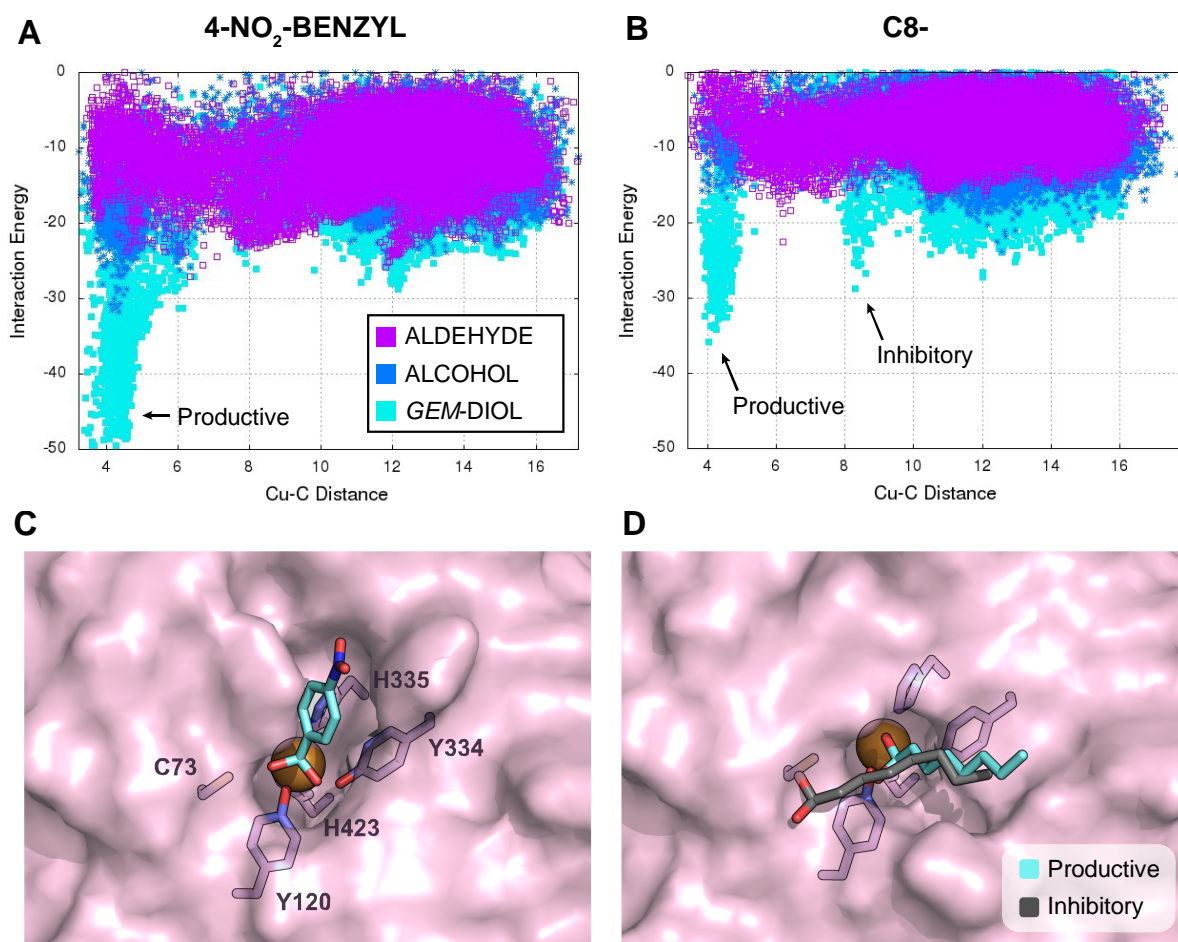 A
4-NO2-BENZYL
Interaction Energy
0
-10
-20
-30
-40
-50
4
6
8
10
12
14
16
Cu-C Distance
ALDEHYDE
ALCOHOL
GEM-DIOL
Productive
B
C8-
Interaction Energy
0
-10
-20
-30
-40
-50
4
6
8
10
12
14
16
Cu-C Distance
Inhibitory
Productive
C
H335
Y334
C73
H423
Y120
D
Productive
Inhibitory